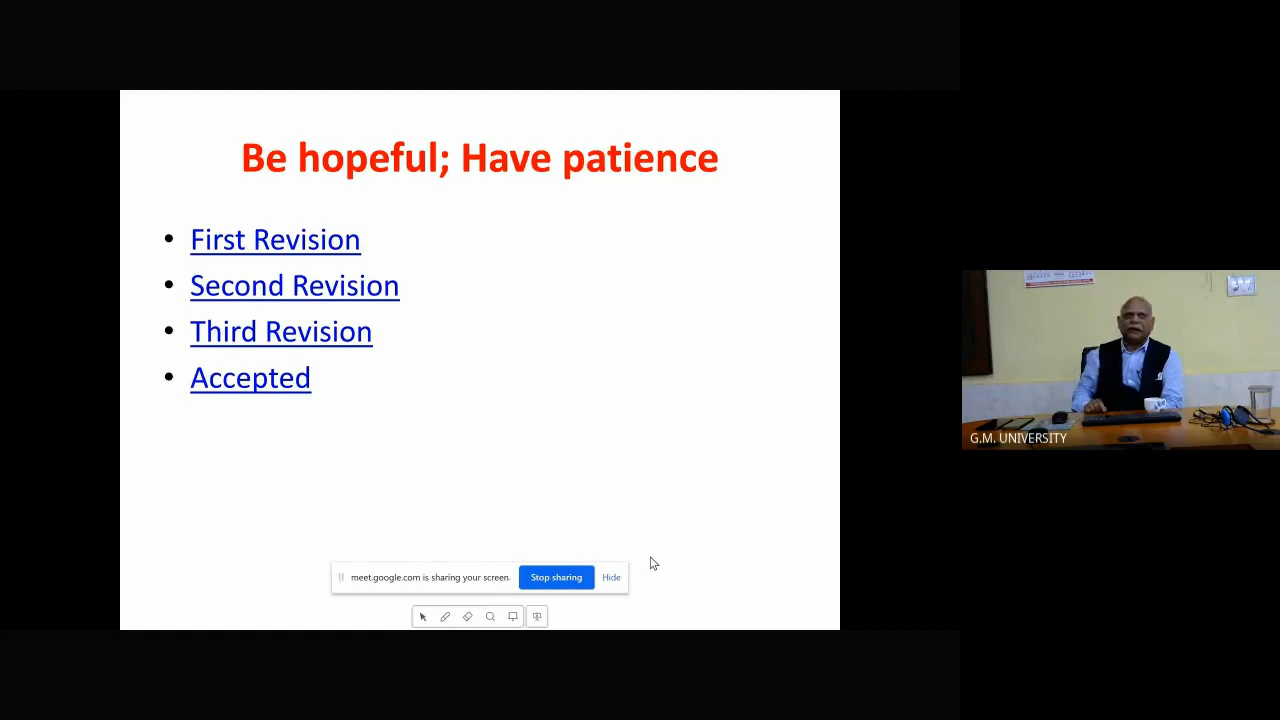 Be hopeful; Have patience
• First Revision
• Second Revision
• Third Revision
• Accepted
meet.google.com is sharing your screen.
Stop sharing
Hide
G.M. UNIVERSITY